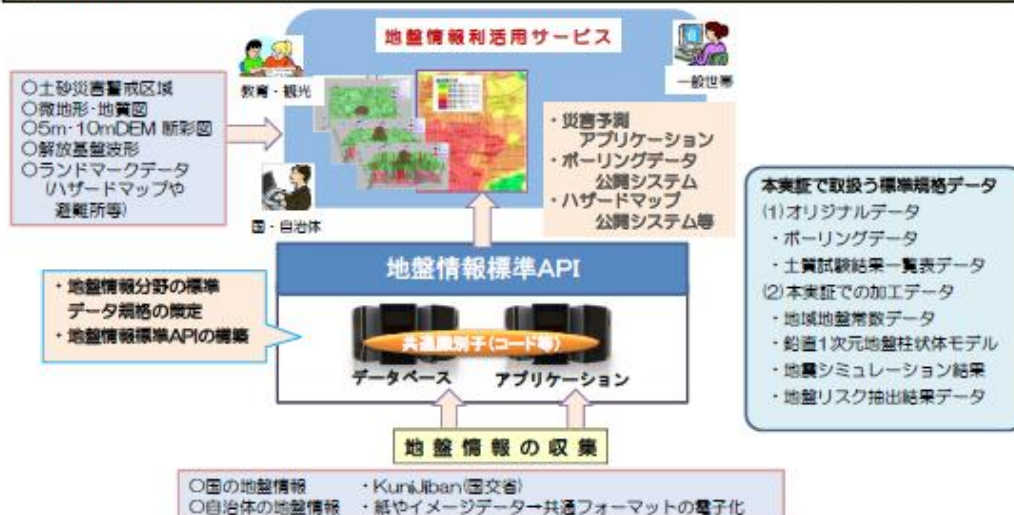 地盤情報利活用サービス
教育・観光
一般世帯
国・自治体
○土砂災害警戒区域
○微地形・地質図
○5m・10mDEM 断彩図
○解放基盤波形
○ランドマークデータ
(ハザードマップや
避難所等)
・災害予測
アプリケーション
・ボーリングデータ
公開システム
・ハザードマップ
公開システム等
本実証で取扱う標準規格データ
(1)オリジナルデータ
・ボーリングデータ
・土質試験結果一覧表データ
(2)本実証での加工データ
・地域地盤常数データ
・鉛直1次元地盤柱状体モデル
・地震シミュレーション結果
・地盤リスク抽出結果データ
地盤情報標準API
・地盤情報分野の標準
データ規格の策定
・地盤情報標準APIの構築
共通識別子(コード等)
データベース
アプリケーション
地盤情報の収集
○国の地盤情報 ・KuniJiban(国交省)
○自治体の地盤情報 ・紙やイメージデーター→共通フォーマットの電子化